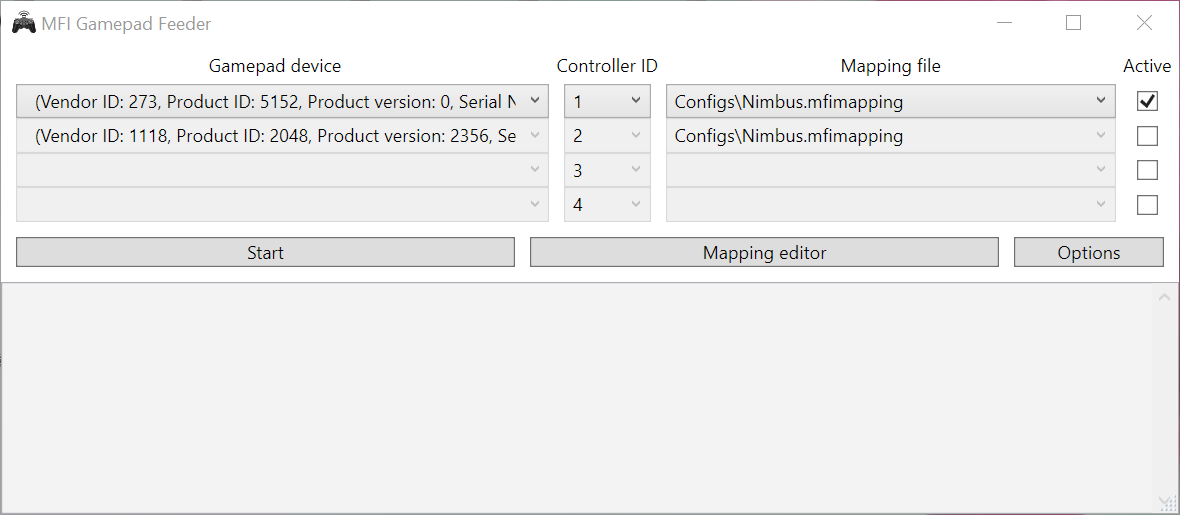 MFI Gamepad Feeder
Gamepad device Controller ID Mapping file Active
(Vendor ID: 273, Product ID: 5152, Product version: 0, Serial N 1 Configs\Nimbus.mfimapping
(Vendor ID: 1118, Product ID: 2048, Product version: 2356, Se 2 Configs\Nimbus.mfimapping
3
4
Start Mapping editor Options